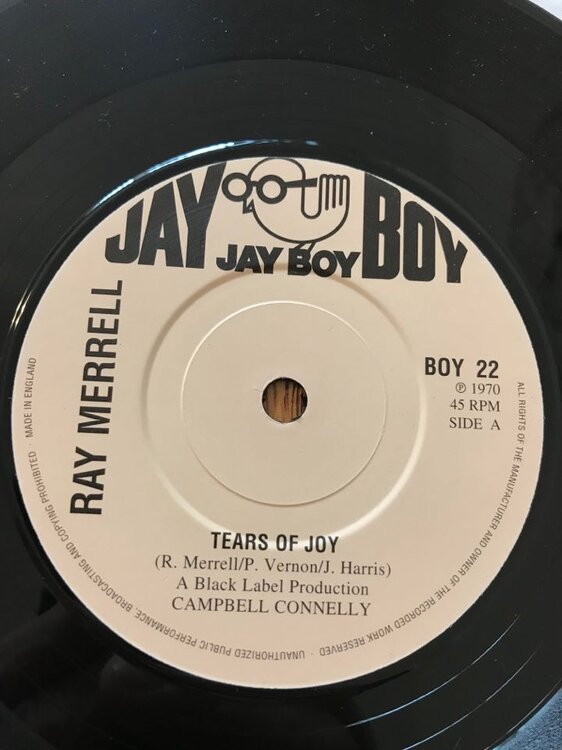 JAY BOY
JAY BOY
RAY MERRELL
BOY 22
℗ 1970
45 RPM
SIDE A
TEARS OF JOY
(R. Merrell/P. Vernon/J. Harris)
A Black Label Production
CAMPBELL CONNELLY
ALL RIGHTS OF THE MANUFACTURER AND OWNER OF THE RECORDED WORK RESERVED · UNAUTHORIZED PUBLIC PERFORMANCE, BROADCASTING AND COPYING PROHIBITED · MADE IN ENGLAND